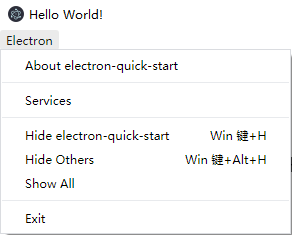 Hello World!
Electron
About electron-quick-start
Services
Hide electron-quick-start Win 键+H
Hide Others Win 键+Alt+H
Show All
Exit